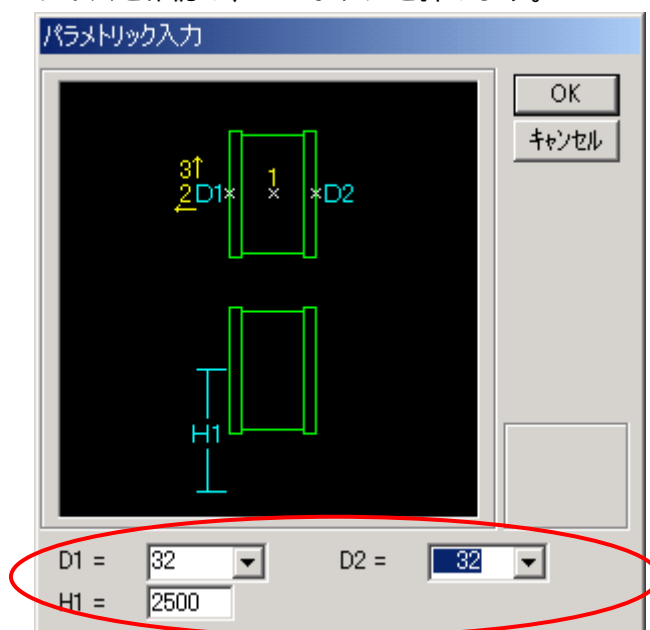 パラメトリック入力
OK
キャンセル
3↑ 1
2 D1 D2
H1
D1 = 32 D2 = 32
H1 = 2500